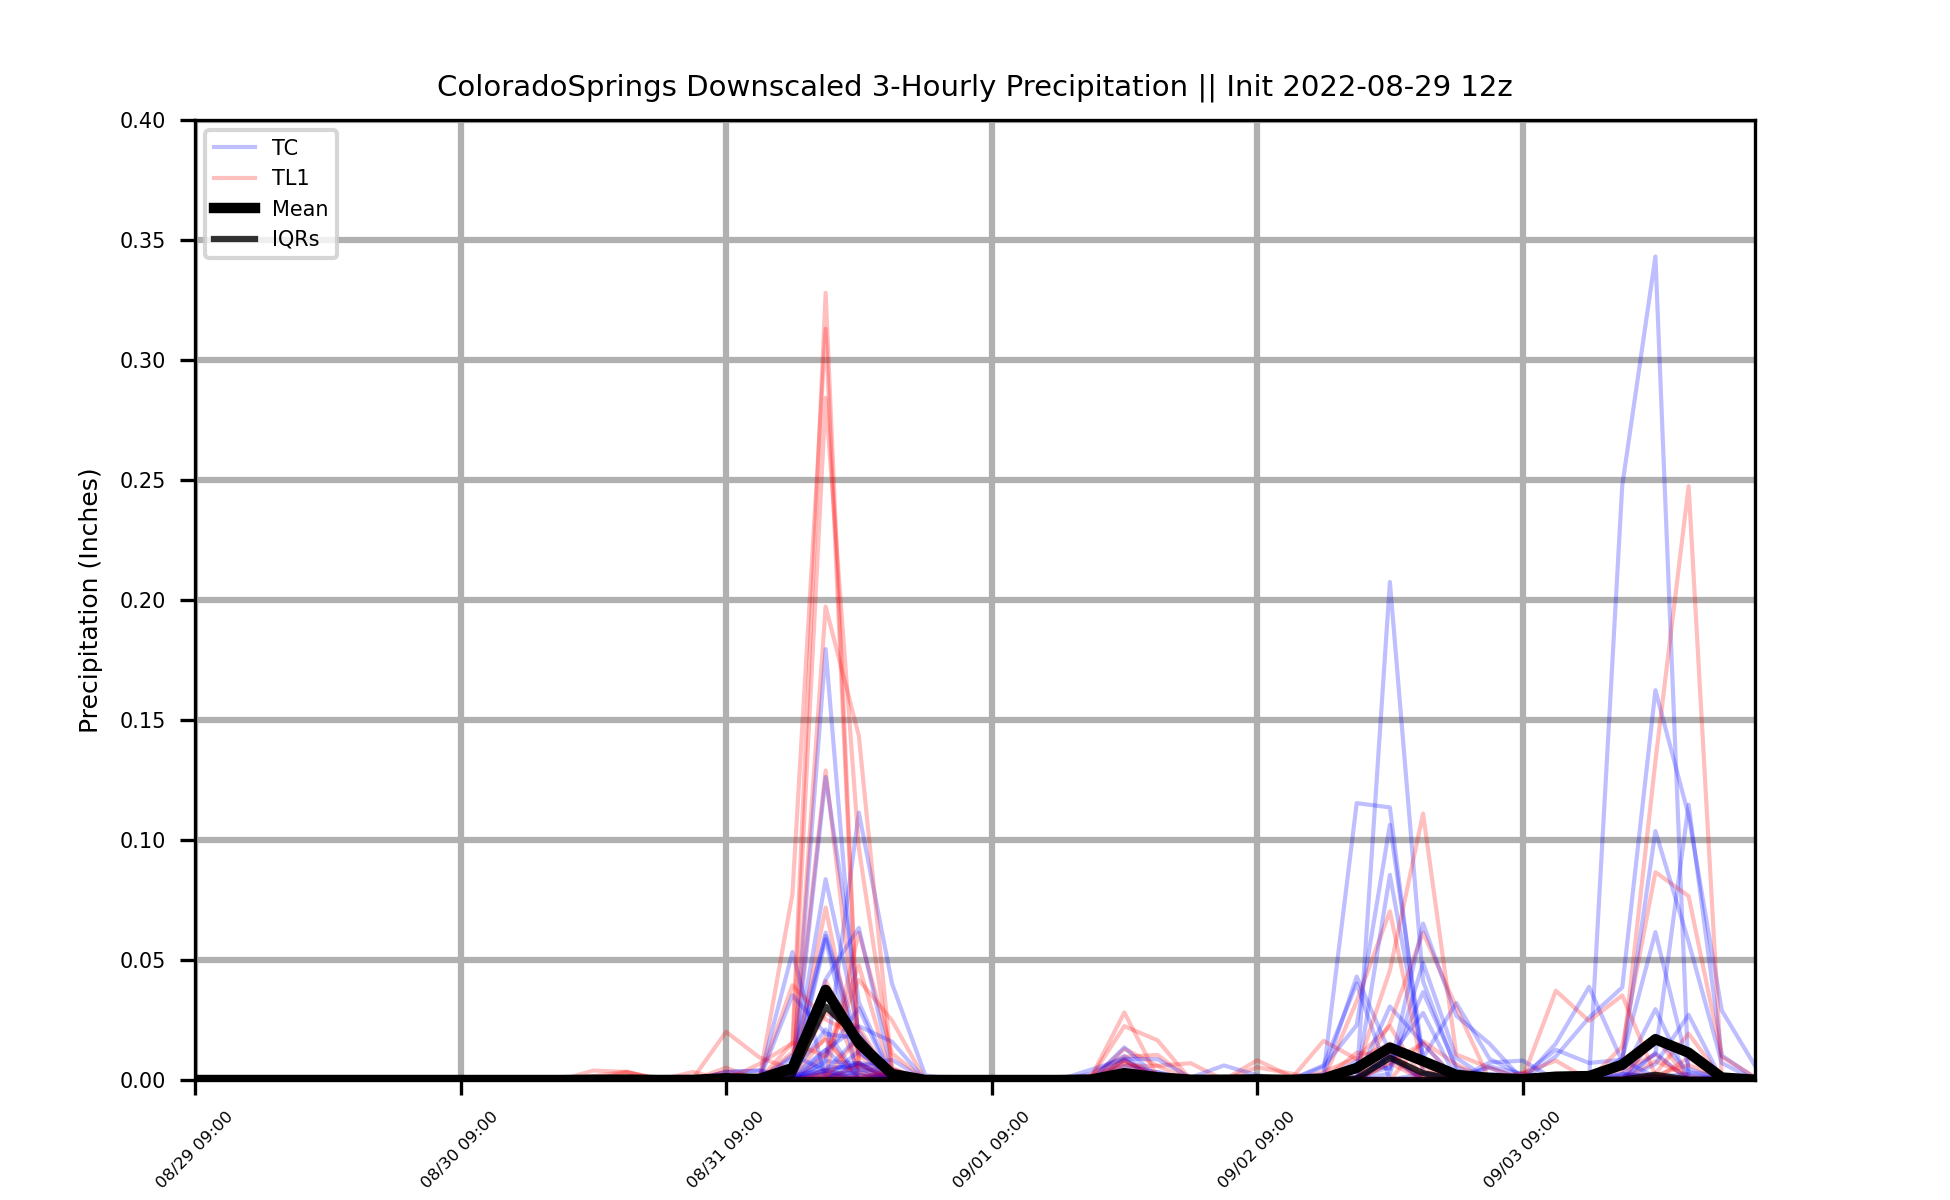 ColoradoSprings Downscaled 3-Hourly Precipitation || Init 2022-08-29 12z
TC
TL1
Mean
IQRs
Precipitation (Inches)
0.40
0.35
0.30
0.25
0.20
0.15
0.10
0.05
0.00
08/29 09:00
08/30 09:00
08/31 09:00
09/01 09:00
09/02 09:00
09/03 09:00